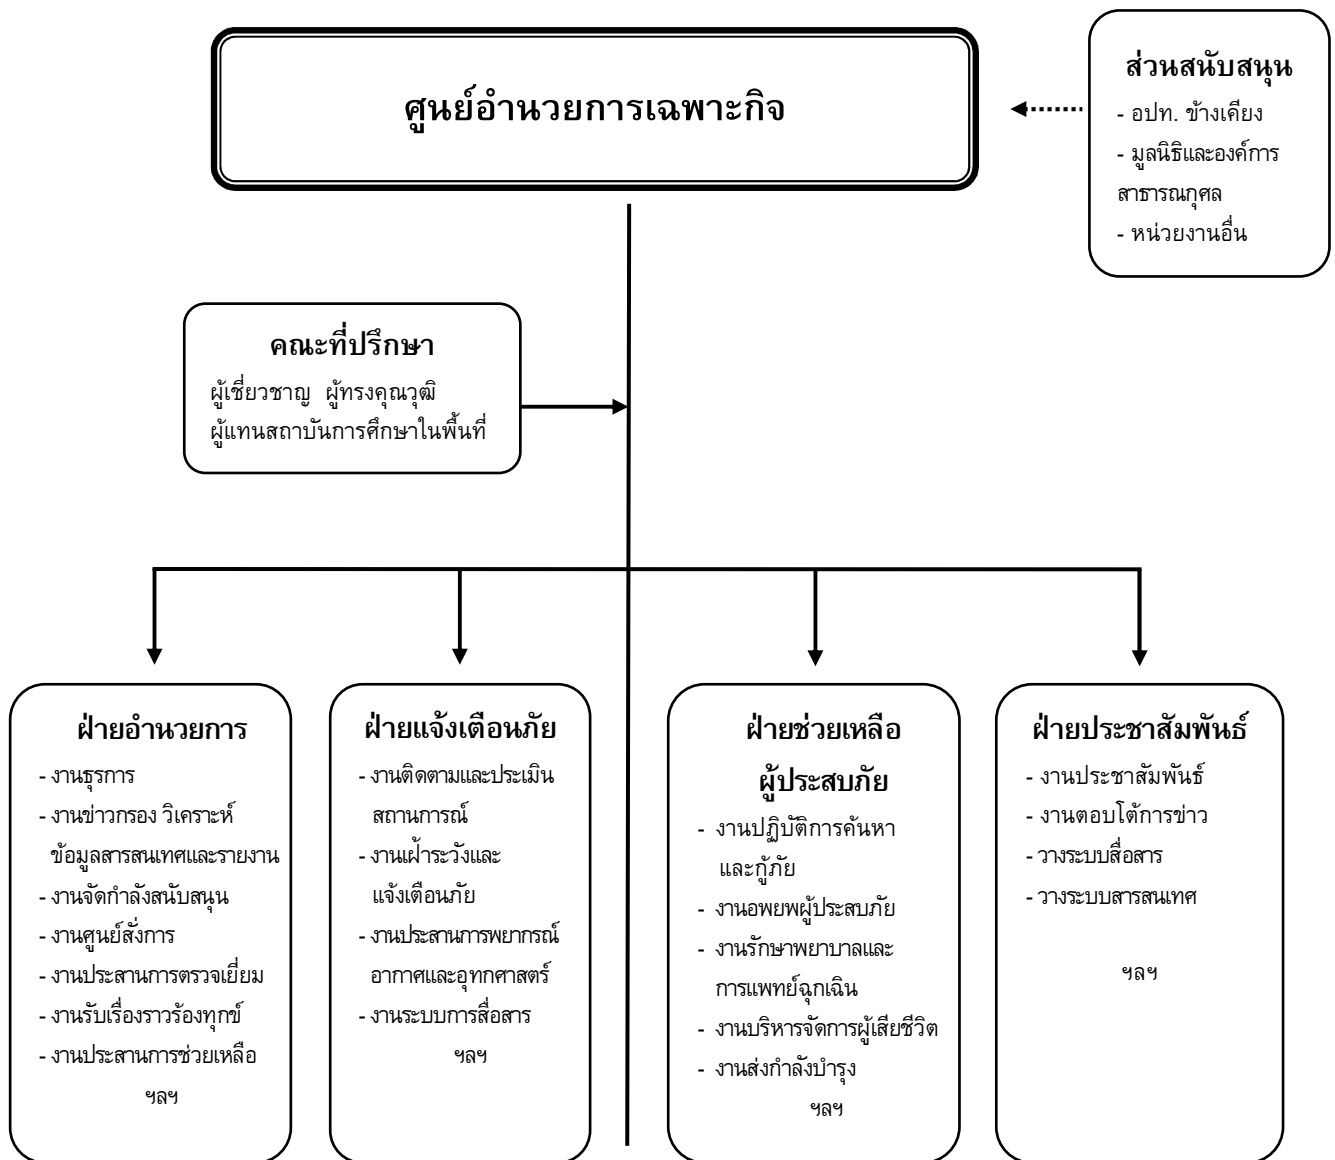 ศูนย์อำนวยการเฉพาะกิจ
ส่วนสนับสนุน
- อปท. ข้างเคียง
- มูลนิธิและองค์การ
สาธารณกุศล
- หน่วยงานอื่น
คณะที่ปรึกษา
ผู้เชี่ยวชาญ ผู้ทรงคุณวุฒิ
ผู้แทนสถาบันการศึกษาในพื้นที่
ฝ่ายอำนวยการ
- งานธุรการ
- งานข่าวกรอง วิเคราะห์
ข้อมูลสารสนเทศและรายงาน
- งานจัดกำลังสนับสนุน
- งานศูนย์สั่งการ
- งานประสานการตรวจเยี่ยม
- งานรับเรื่องราวร้องทุกข์
- งานประสานการช่วยเหลือ
ฯลฯ
ฝ่ายแจ้งเตือนภัย
- งานติดตามและประเมิน
สถานการณ์
- งานเฝ้าระวังและ
แจ้งเตือนภัย
- งานประสานการพยากรณ์
อากาศและอุทกศาสตร์
- งานระบบการสื่อสาร
ฯลฯ
ฝ่ายช่วยเหลือ
ผู้ประสบภัย
- งานปฏิบัติการค้นหา
และกู้ภัย
- งานอพยพผู้ประสบภัย
- งานรักษาพยาบาลและ
การแพทย์ฉุกเฉิน
- งานบริหารจัดการผู้เสียชีวิต
- งานส่งกำลังบำรุง
ฯลฯ
ฝ่ายประชาสัมพันธ์
- งานประชาสัมพันธ์
- งานตอบโต้การข่าว
- วางระบบสื่อสาร
- วางระบบสารสนเทศ
ฯลฯ